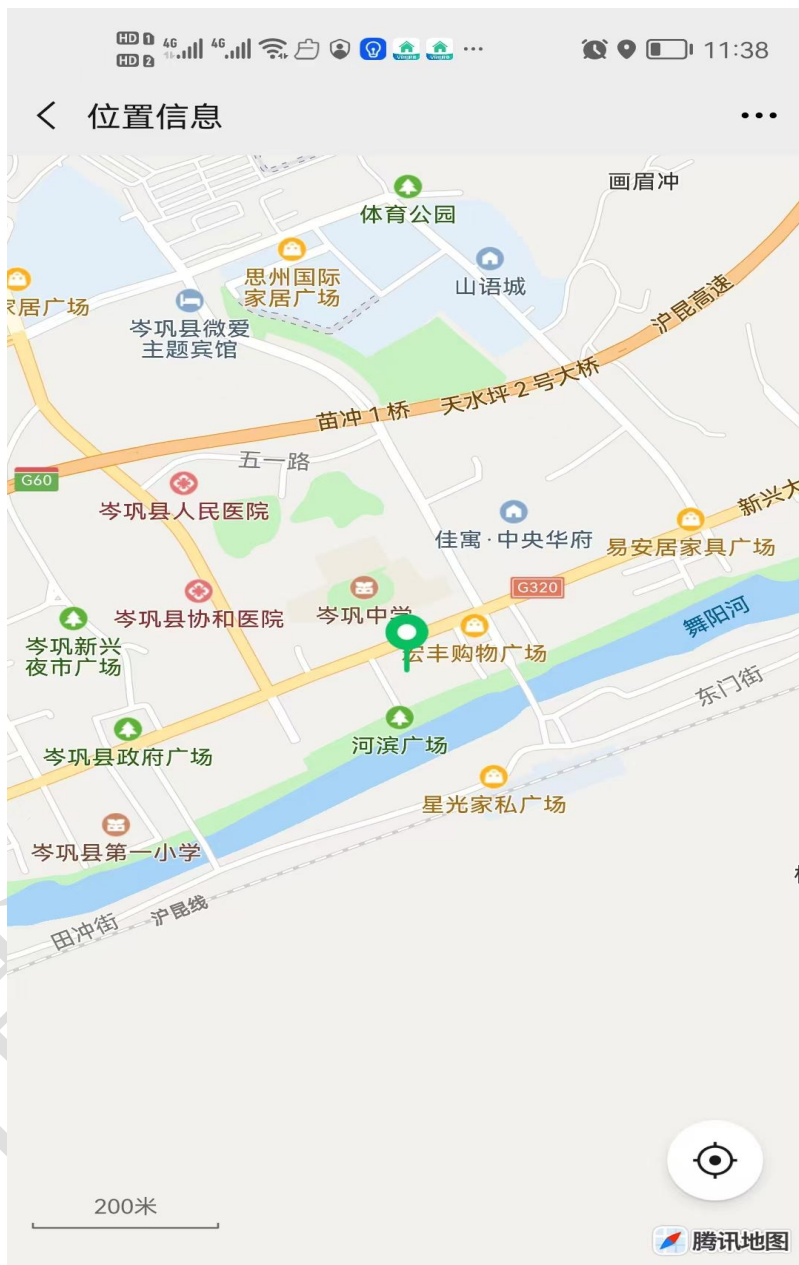 HD 1
HD 2
4G
4G
11:38
位置信息
画眉冲
体育公园
思州国际
家居广场
山语城
家居广场
岑巩县微爱
主题宾馆
沪昆高速
苗冲1桥
天水坪2号大桥
五一路
G60
岑巩县人民医院
新兴大
佳寓·中央华府
易安居家具广场
G320
岑巩县协和医院
岑巩中学
舞阳河
岑巩新兴
夜市广场
宏丰购物广场
东门街
河滨广场
岑巩县政府广场
星光家私广场
岑巩县第一小学
田冲街
沪昆线
200米
腾讯地图